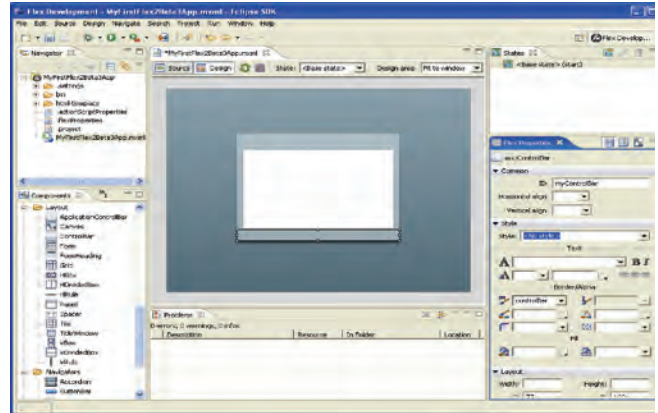 Flex Development - MyFirstFlex2Beta3App.mxml - Eclipse SDK
File Edit Source Design Navigate Search Project Run Window Help
Flex Develop...
Navigator
MyFirstFlex2Beta3App
.settings
bin
html-template
.actionScriptProperties
.flexProperties
.project
MyFirstFlex2Beta3App.mxml
*MyFirstFlex2Beta3App.mxml
Source Design State: <Base state> Design area: Fit to window
States
<Base state> (start)
Components
Layout
ApplicationControlBar
Canvas
ControlBar
Form
FormHeading
Grid
HBox
HDividedBox
HRule
Panel
Spacer
Tile
TitleWindow
VBox
VDividedBox
VRule
Navigators
Accordion
ButtonBar
Problems
0 errors, 0 warnings, 0 infos
Description Resource In Folder Location
Flex Properties
mx:ControlBar
Common
ID: myControlBar
Horizontal align:
Vertical align:
Style
Style: <No style>
Text
A B I
A
Border/Alpha
controlBar
Fill
Layout
Width: Height: